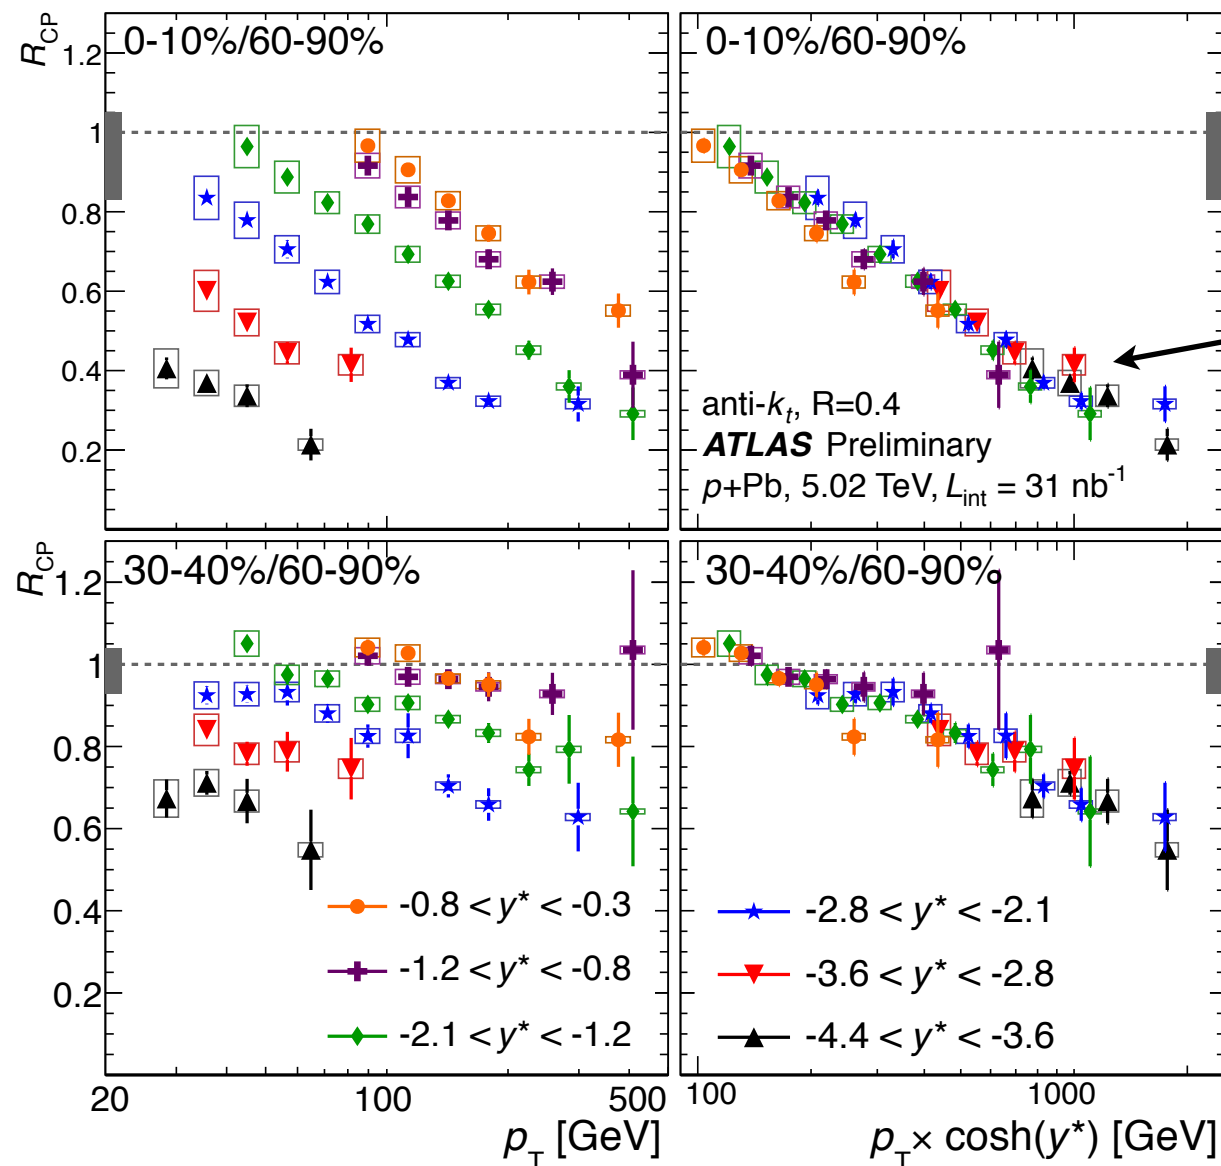 R_CP
0-10%/60-90%
0-10%/60-90%
1.2
1
0.8
0.6
0.4
0.2
anti-k_t, R=0.4
ATLAS Preliminary
p+Pb, 5.02 TeV, L_int = 31 nb^-1
R_CP
30-40%/60-90%
30-40%/60-90%
1.2
1
0.8
0.6
0.4
0.2
-0.8 < y* < -0.3
-1.2 < y* < -0.8
-2.1 < y* < -1.2
-2.8 < y* < -2.1
-3.6 < y* < -2.8
-4.4 < y* < -3.6
20 100 500
100 1000
p_T [GeV]
p_T × cosh(y*) [GeV]